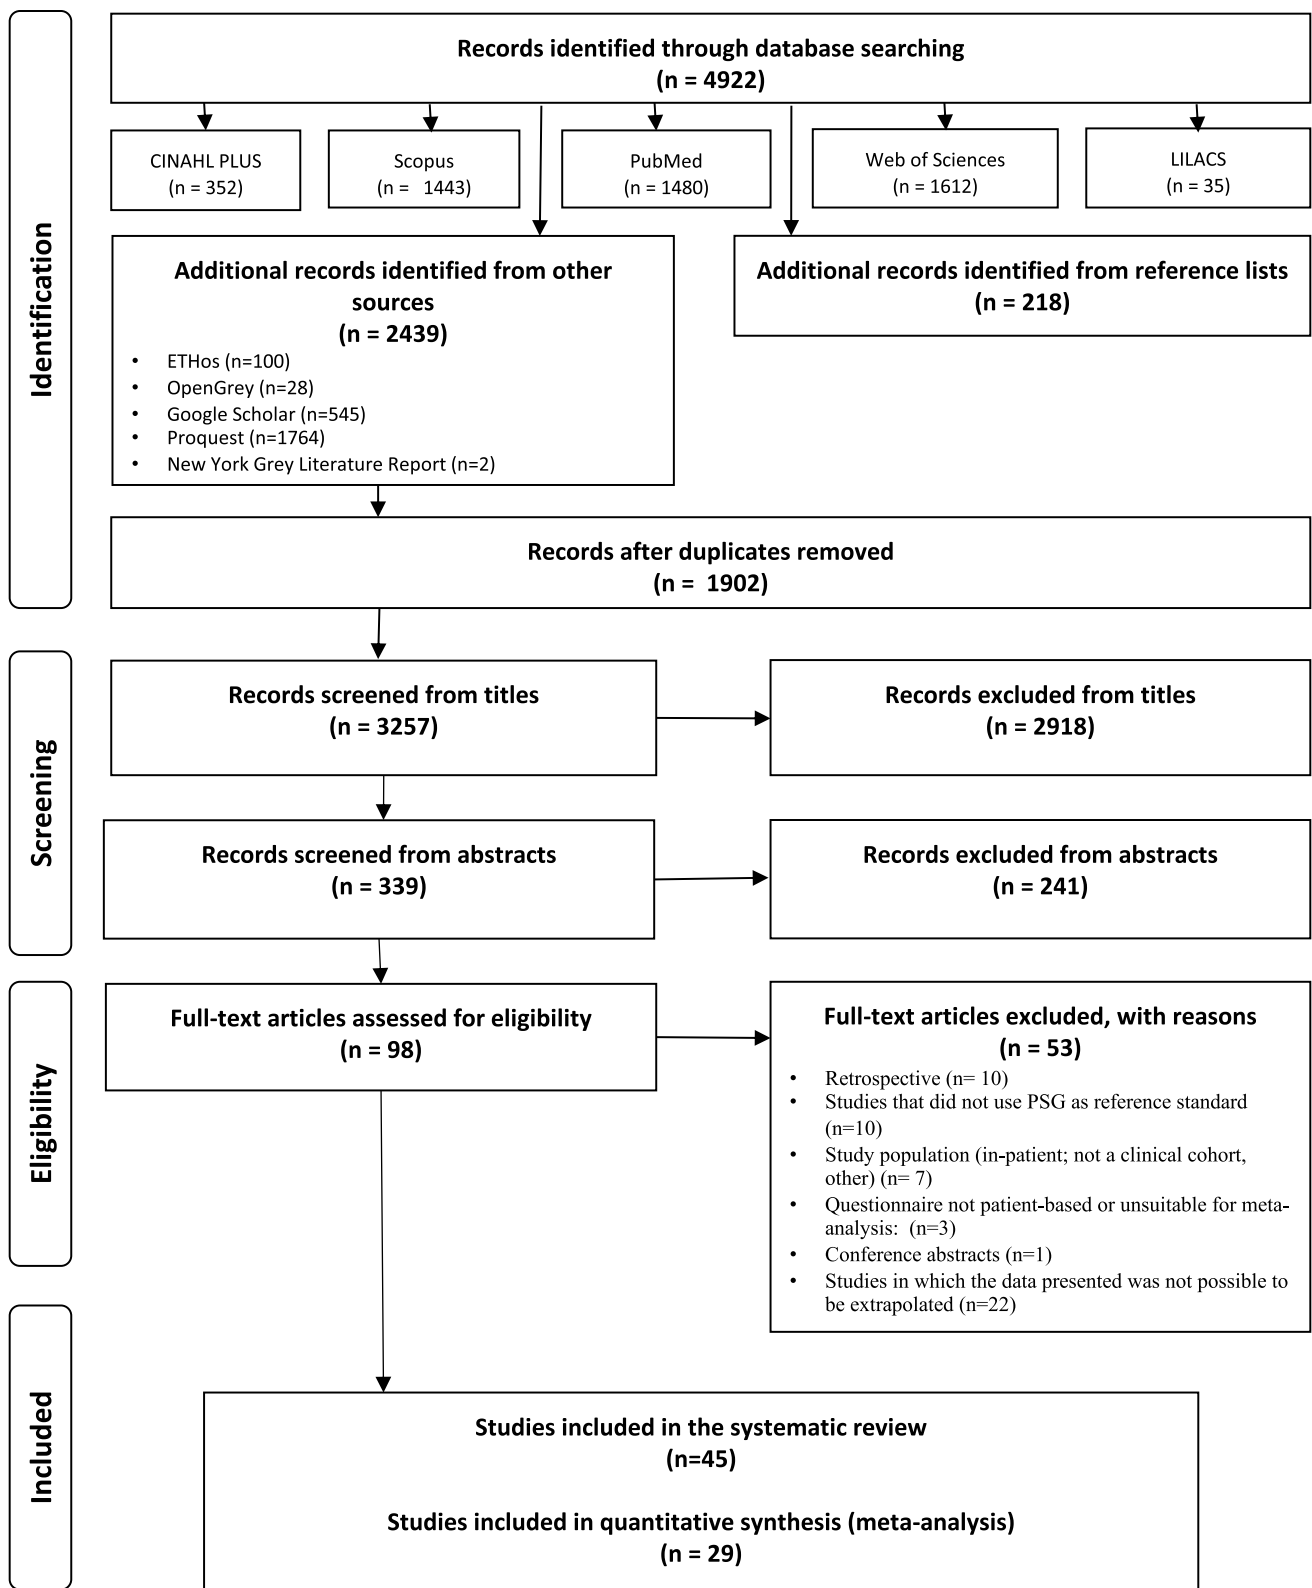 Identification
Records identified through database searching
(n = 4922)
CINAHL PLUS
(n = 352)
Scopus
(n = 1443)
PubMed
(n = 1480)
Web of Sciences
(n = 1612)
LILACS
(n = 35)
Additional records identified from other
sources
(n = 2439)
• ETHos (n=100)
• OpenGrey (n=28)
• Google Scholar (n=545)
• Proquest (n=1764)
• New York Grey Literature Report (n=2)
Additional records identified from reference lists
(n = 218)
Records after duplicates removed
(n = 1902)
Screening
Records screened from titles
(n = 3257)
Records excluded from titles
(n = 2918)
Records screened from abstracts
(n = 339)
Records excluded from abstracts
(n = 241)
Eligibility
Full-text articles assessed for eligibility
(n = 98)
Full-text articles excluded, with reasons
(n = 53)
• Retrospective (n= 10)
• Studies that did not use PSG as reference standard
(n=10)
• Study population (in-patient; not a clinical cohort,
other) (n= 7)
• Questionnaire not patient-based or unsuitable for meta-
analysis: (n=3)
• Conference abstracts (n=1)
• Studies in which the data presented was not possible to
be extrapolated (n=22)
Included
Studies included in the systematic review
(n=45)
Studies included in quantitative synthesis (meta-analysis)
(n = 29)